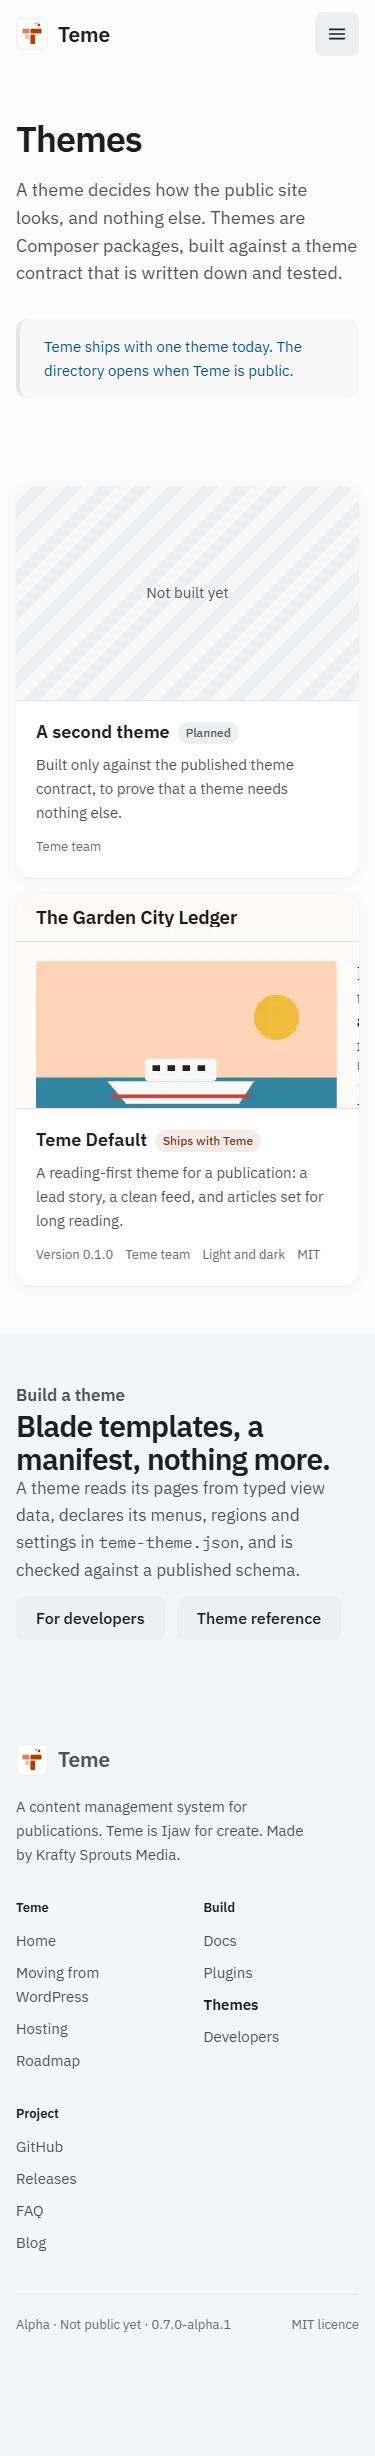 Teme
Themes
A theme decides how the public site
looks, and nothing else. Themes are
Composer packages, built against a theme
contract that is written down and tested.
Teme ships with one theme today. The
directory opens when Teme is public.
Not built yet
A second theme Planned
Built only against the published theme
contract, to prove that a theme needs
nothing else.
Teme team
The Garden City Ledger
Teme Default Ships with Teme
A reading-first theme for a publication: a
lead story, a clean feed, and articles set for
long reading.
Version 0.1.0 Teme team Light and dark MIT
Build a theme
Blade templates, a
manifest, nothing more.
A theme reads its pages from typed view
data, declares its menus, regions and
settings in teme-theme.json, and is
checked against a published schema.
For developers Theme reference
Teme
A content management system for
publications. Teme is Ijaw for create. Made
by Krafty Sprouts Media.
Teme
Home
Moving from
WordPress
Hosting
Roadmap
Build
Docs
Plugins
Themes
Developers
Project
GitHub
Releases
FAQ
Blog
Alpha · Not public yet · 0.7.0-alpha.1 MIT licence